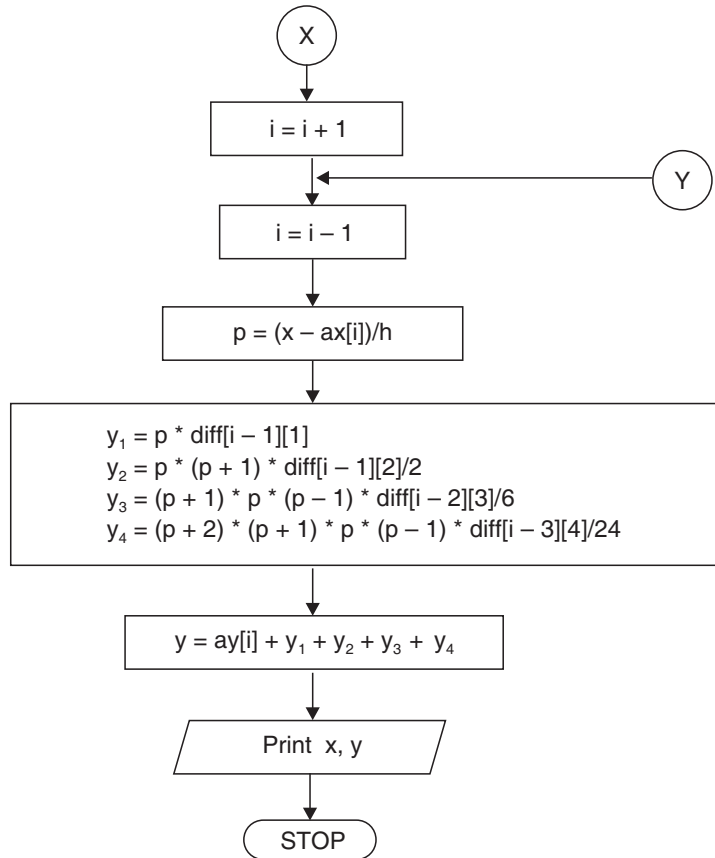 X
i = i + 1
Y
i = i – 1
p = (x – ax[i])/h
y₁ = p * diff[i – 1][1]
y₂ = p * (p + 1) * diff[i – 1][2]/2
y₃ = (p + 1) * p * (p – 1) * diff[i – 2][3]/6
y₄ = (p + 2) * (p + 1) * p * (p – 1) * diff[i – 3][4]/24
y = ay[i] + y₁ + y₂ + y₃ + y₄
Print x, y
STOP